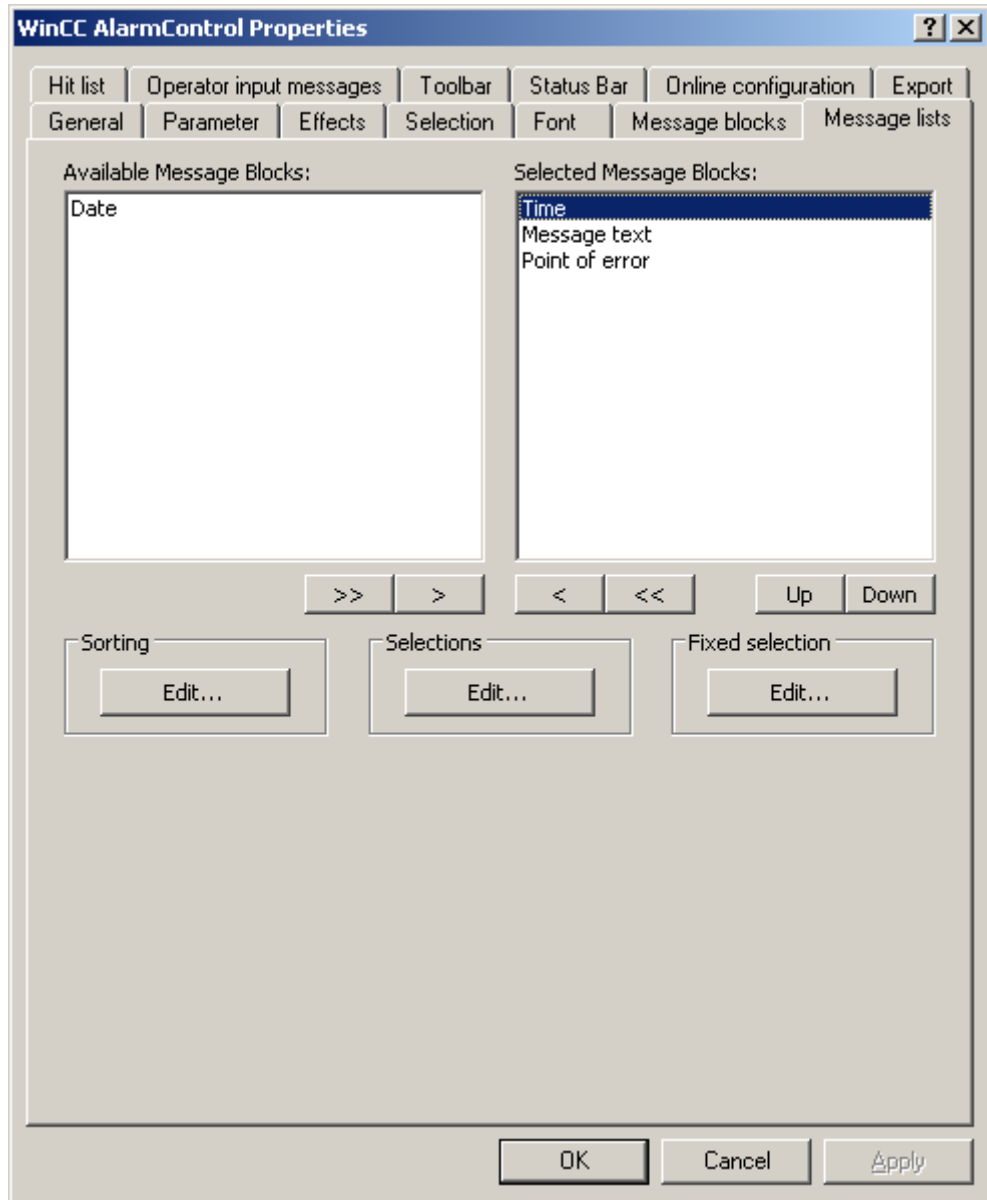 WinCC AlarmControl Properties
Hit list Operator input messages Toolbar Status Bar Online configuration Export
General Parameter Effects Selection Font Message blocks Message lists
Available Message Blocks: Selected Message Blocks:
Date Time
Message text
Point of error
>> > < << Up Down
Sorting Selections Fixed selection
Edit... Edit... Edit...
OK Cancel Apply